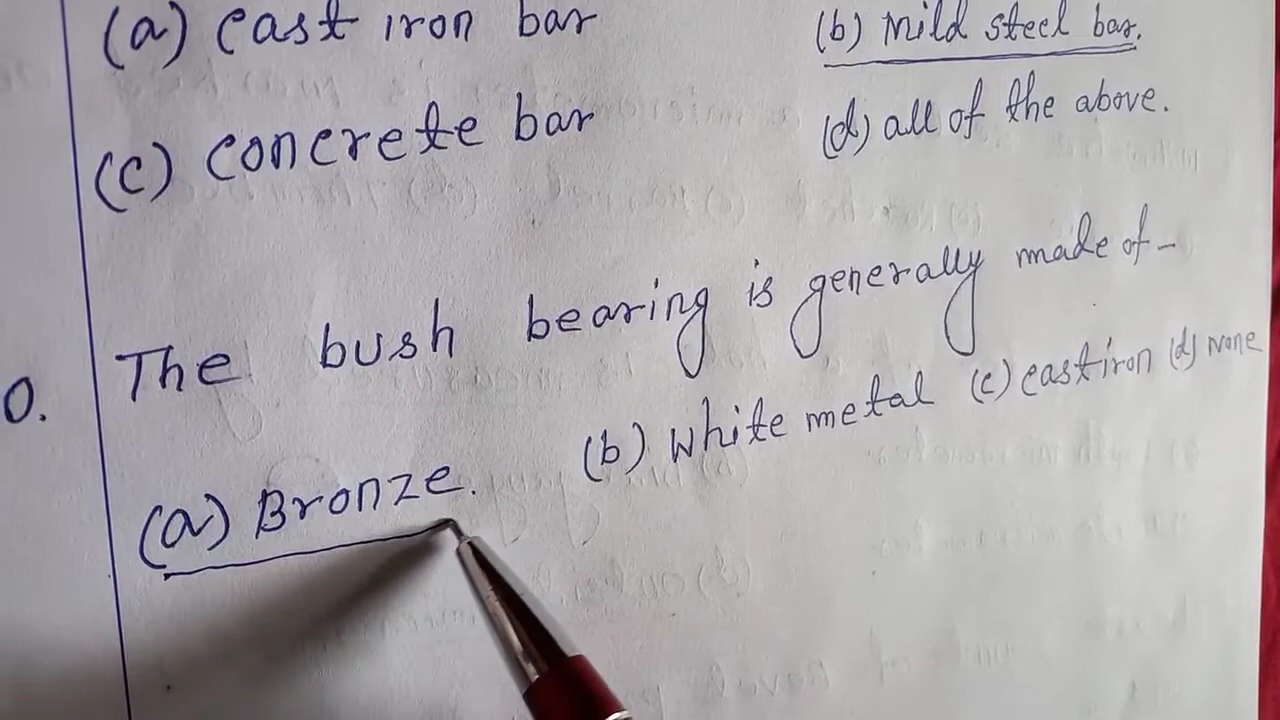 (a) cast iron bar (b) Mild steel bar.
(c) concrete bar (d) all of the above.
0. The bush bearing is generally made of -
(a) Bronze. (b) White metal (c) cast iron (d) None